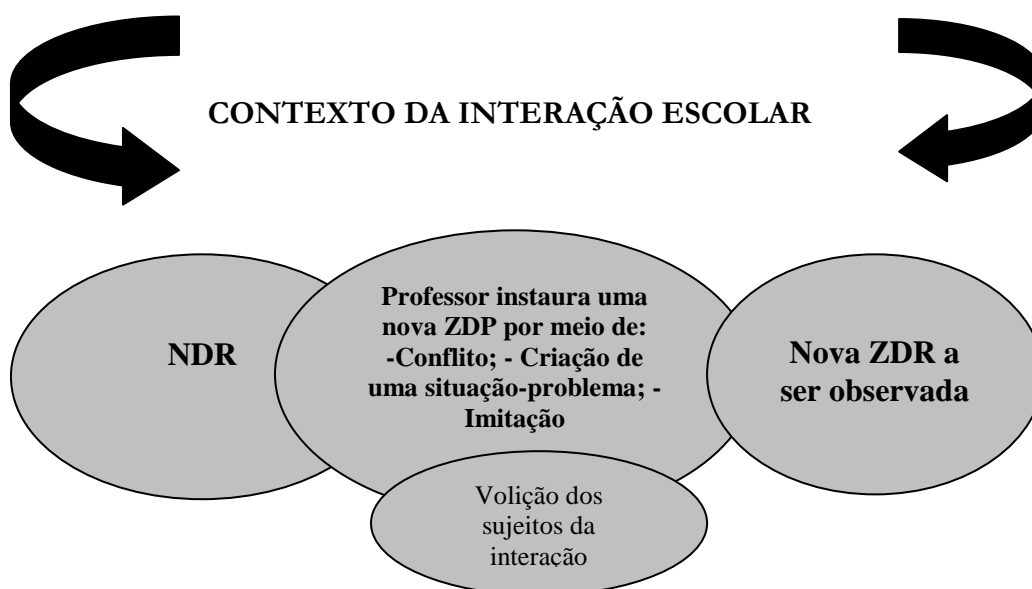 CONTEXTO DA INTERAÇÃO ESCOLAR
NDR
Professor instaura uma
nova ZDP por meio de:
-Conflito; - Criação de
uma situação-problema; -
Imitação
Nova ZDR a
ser observada
Volição dos
sujeitos da
interação